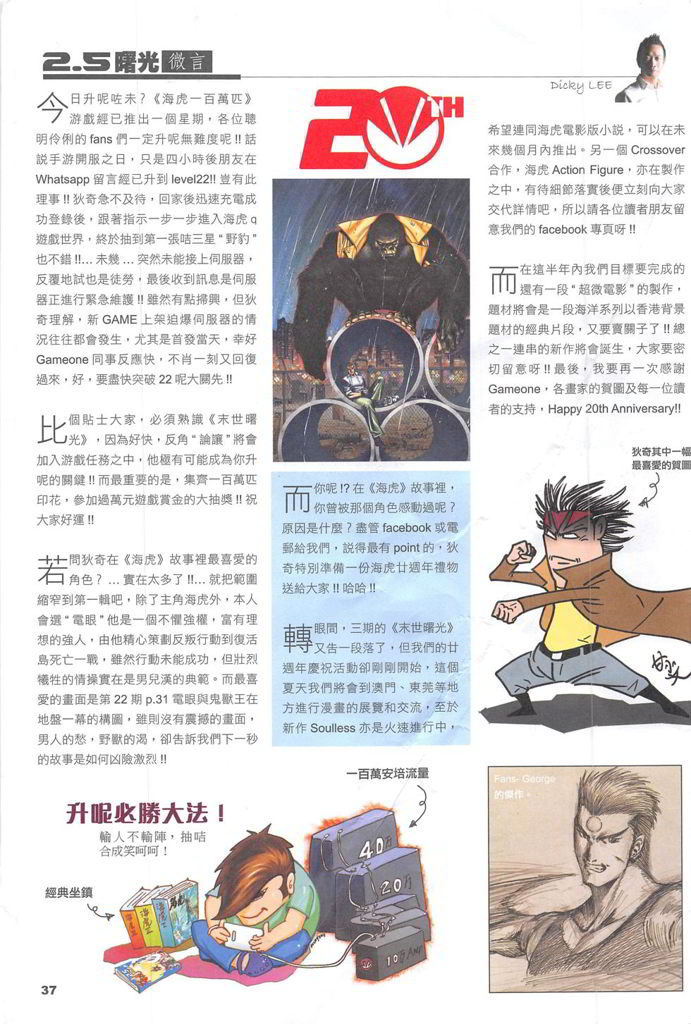 2.5曙光微言
Dicky LEE
今日升呢咗未?《海虎一百萬匹》
游戲經已推出一個星期,各位聰
明伶俐的fans們一定升呢無難度呢!!話
說手游開服之日,只是四小時後朋友在
Whatsapp留言經已升到level22!!豈有此
理事!!狄奇急不及待,回家後迅速充電成
功登錄後,跟著指示一步一步進入海虎q
遊戲世界,終於抽到第一張咭三星“野豹”
也不錯!!... 未幾... 突然未能接上伺服器,
反覆地試也是徒勞,最後收到訊息是伺服
器正進行緊急維護!!雖然有點掃興,但狄
奇理解,新GAME上架迫爆伺服器的情
況往往都會發生,尤其是首發當天,幸好
Gameone同事反應快,不肖一刻又回復
過來,好,要盡快突破22呢大關先!!
比個貼士大家,必須熟識《末世曙
光》,因為好快,反角“論讓”將會
加入游戲任務之中,他極有可能成為你升
呢的關鍵!!而最重要的是,集齊一百萬匹
印花,參加過萬元遊戲賞金的大抽獎!!祝
大家好運!!
若問狄奇在《海虎》故事裡最喜愛的
角色?... 實在太多了!!... 就把範圍
縮窄到第一輯吧,除了主角海虎外,本人
會選“電眼”他是一個不懼強權,富有理
想的強人,由他精心策劃反叛行動到復活
島死亡一戰,雖然行動未能成功,但壯烈
犧牲的情操實在是男兒漢的典範。而最喜
愛的畫面是第22期p.31電眼與鬼獸王在
地盤一幕的構圖,雖則沒有震撼的畫面,
男人的愁,野獸的渴,卻告訴我們下一秒
的故事是如何凶險激烈!!
20TH
而你呢!?在《海虎》故事裡,
你曾被那個角色感動過呢?
原因是什麼?盡管facebook或電
郵給我們,說得最有point的,狄
奇特別準備一份海虎廿週年禮物
送給大家!!哈哈!!
轉眼間,三期的《末世曙光》
又告一段落了,但我們的廿
週年慶祝活動卻剛剛開始,這個
夏天我們將會到澳門、東莞等地
方進行漫畫的展覽和交流,至於
新作Soulless亦是火速進行中,
希望連同海虎電影版小說,可以在未
來幾個月內推出。另一個Crossover
合作,海虎Action Figure,亦在製作
之中,有待細節落實後便立刻向大家
交代詳情吧,所以請各位讀者朋友留
意我們的facebook專頁呀!!
而在這半年內我們目標要完成的
還有一段“超微電影”的製作,
題材將會是一段海洋系列以香港背景
題材的經典片段,又要賣關子了!!總
之一連串的新作將會誕生,大家要密
切留意呀!!最後,我要再一次感謝
Gameone,各畫家的賀圖及每一位讀
者的支持,Happy 20th Anniversary!!
狄奇其中一幅
最喜愛的賀圖
Fans- George
的傑作。
升呢必勝大法!
輸人不輸陣,抽咭
合成笑呵呵!
經典坐鎮
一百萬安培流量
40萬
20萬
10萬AM
37